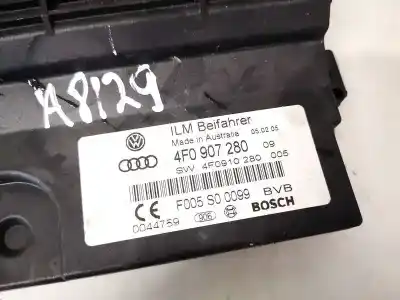 A8129
ILM Beifahrer
Made in Australia 05.02.05
4F0 907 280 09
SW 4F0910 280 005
F005 S0 0099 BVB
CE
0044759 906 BOSCH